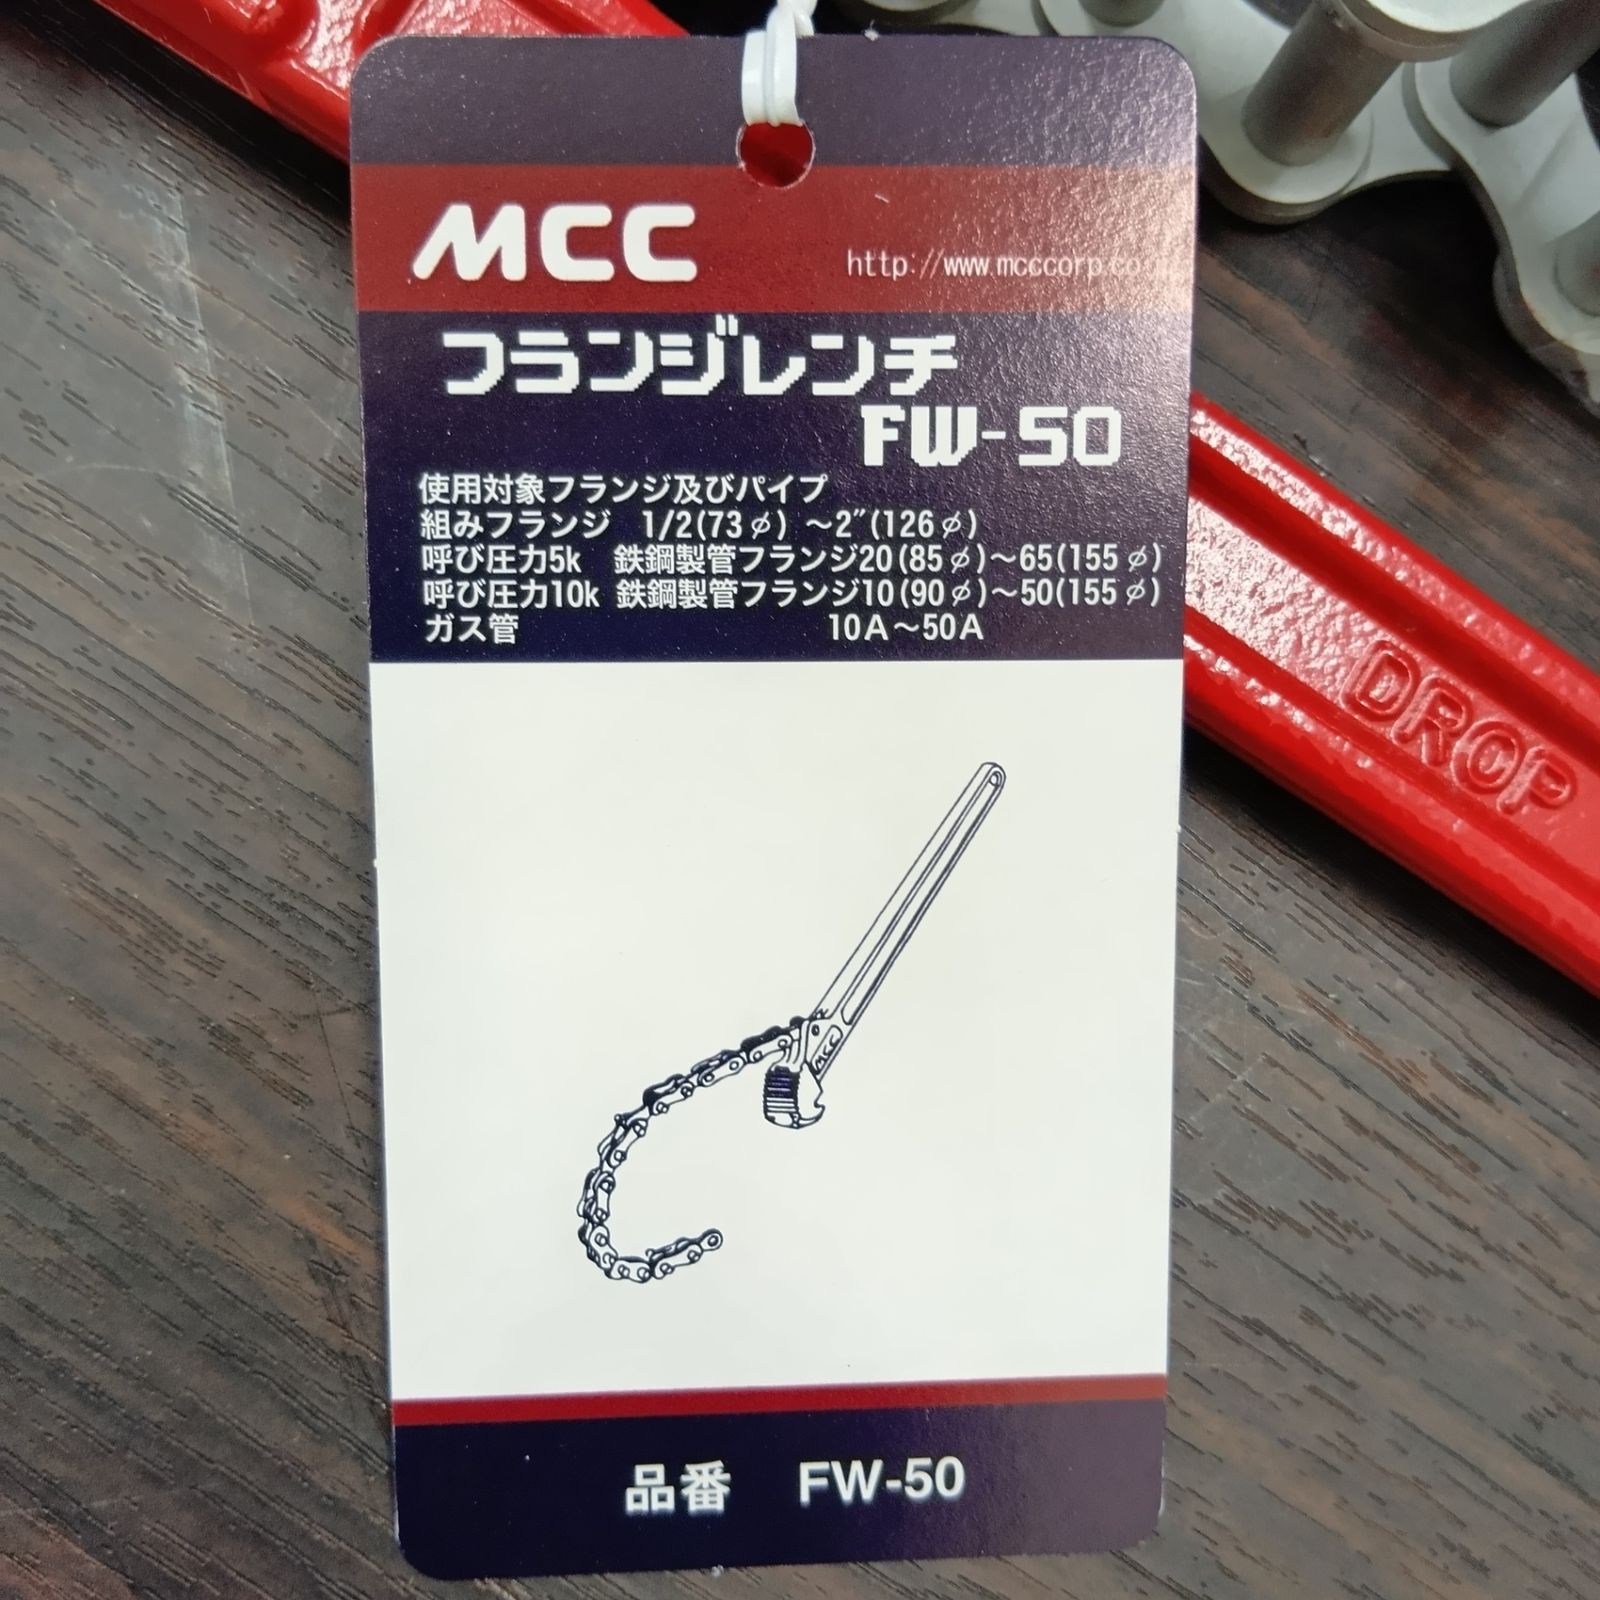 MCC
http://www.mcccorp.co
フランジレンチ
FW-50
使用対象フランジ及びパイプ
組みフランジ 1/2(73φ) ～2″(126φ)
呼び圧力5k 鉄鋼製管フランジ20(85φ)～65(155φ)
呼び圧力10k 鉄鋼製管フランジ10(90φ)～50(155φ)
ガス管 10A～50A
DROP
MCC
品番 FW-50